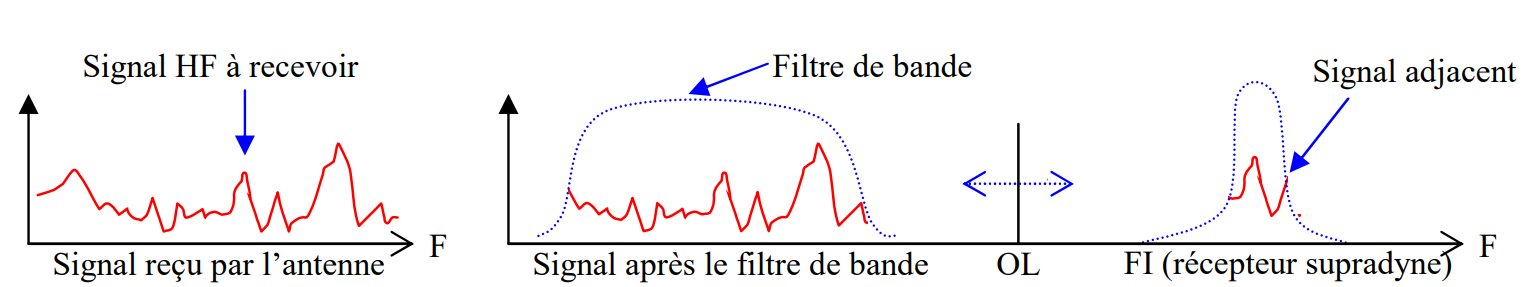 Signal HF à recevoir
F
Signal reçu par l’antenne
Filtre de bande
Signal adjacent
Signal après le filtre de bande
OL
FI (récepteur supradyne)
F